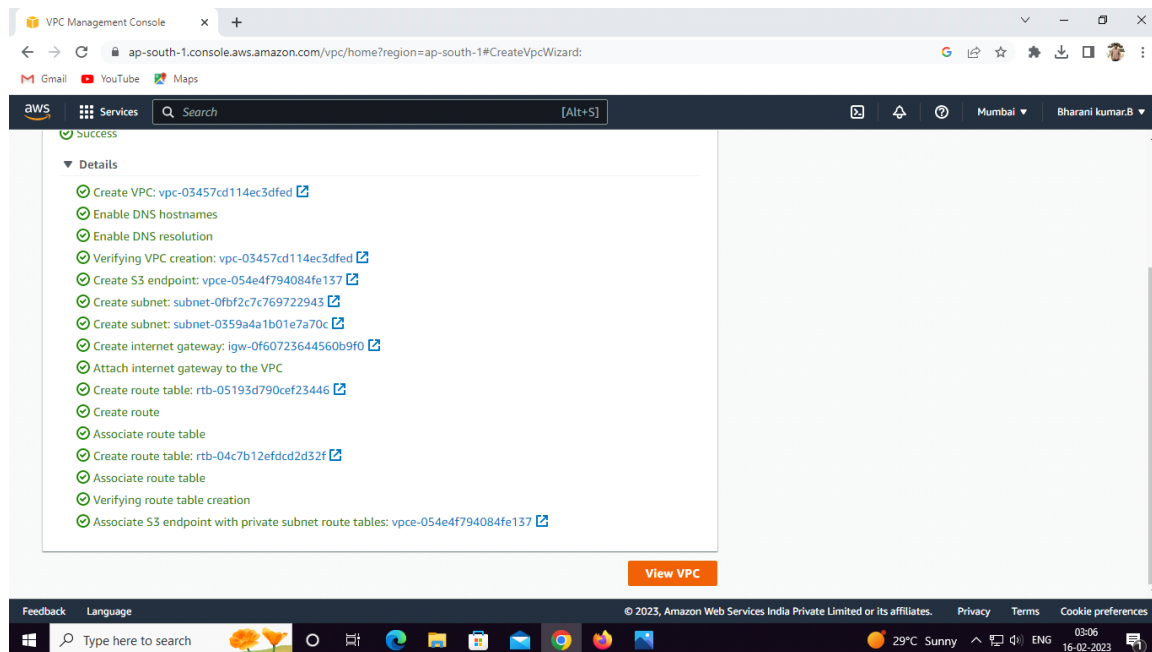 VPC Management Console
ap-south-1.console.aws.amazon.com/vpc/home?region=ap-south-1#CreateVpcWizard:
Gmail YouTube Maps
aws Services Search [Alt+S] Mumbai Bharani kumar.B
Success
Details
Create VPC: vpc-03457cd114ec3dfed
Enable DNS hostnames
Enable DNS resolution
Verifying VPC creation: vpc-03457cd114ec3dfed
Create S3 endpoint: vpce-054e4f794084fe137
Create subnet: subnet-0fbf2c7c769722943
Create subnet: subnet-0359a4a1b01e7a70c
Create internet gateway: igw-0f60723644560b9f0
Attach internet gateway to the VPC
Create route table: rtb-05193d790cef23446
Create route
Associate route table
Create route table: rtb-04c7b12efdcd2d32f
Associate route table
Verifying route table creation
Associate S3 endpoint with private subnet route tables: vpce-054e4f794084fe137
View VPC
Feedback Language © 2023, Amazon Web Services India Private Limited or its affiliates. Privacy Terms Cookie preferences
Type here to search 29°C Sunny ENG 03:06
16-02-2023 1